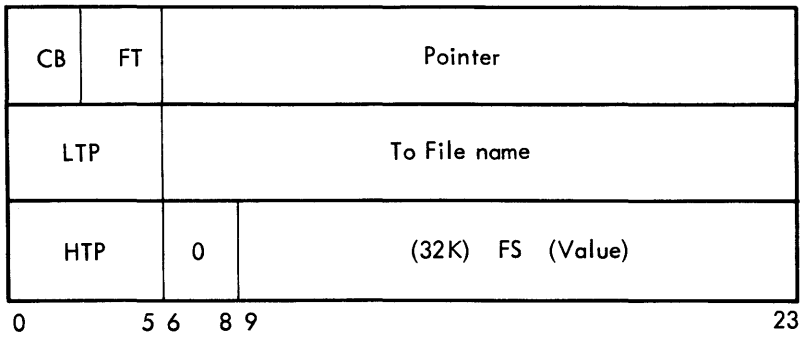 CB FT Pointer
LTP To File name
HTP 0 (32K) FS (Value)
0 5 6 8 9 23